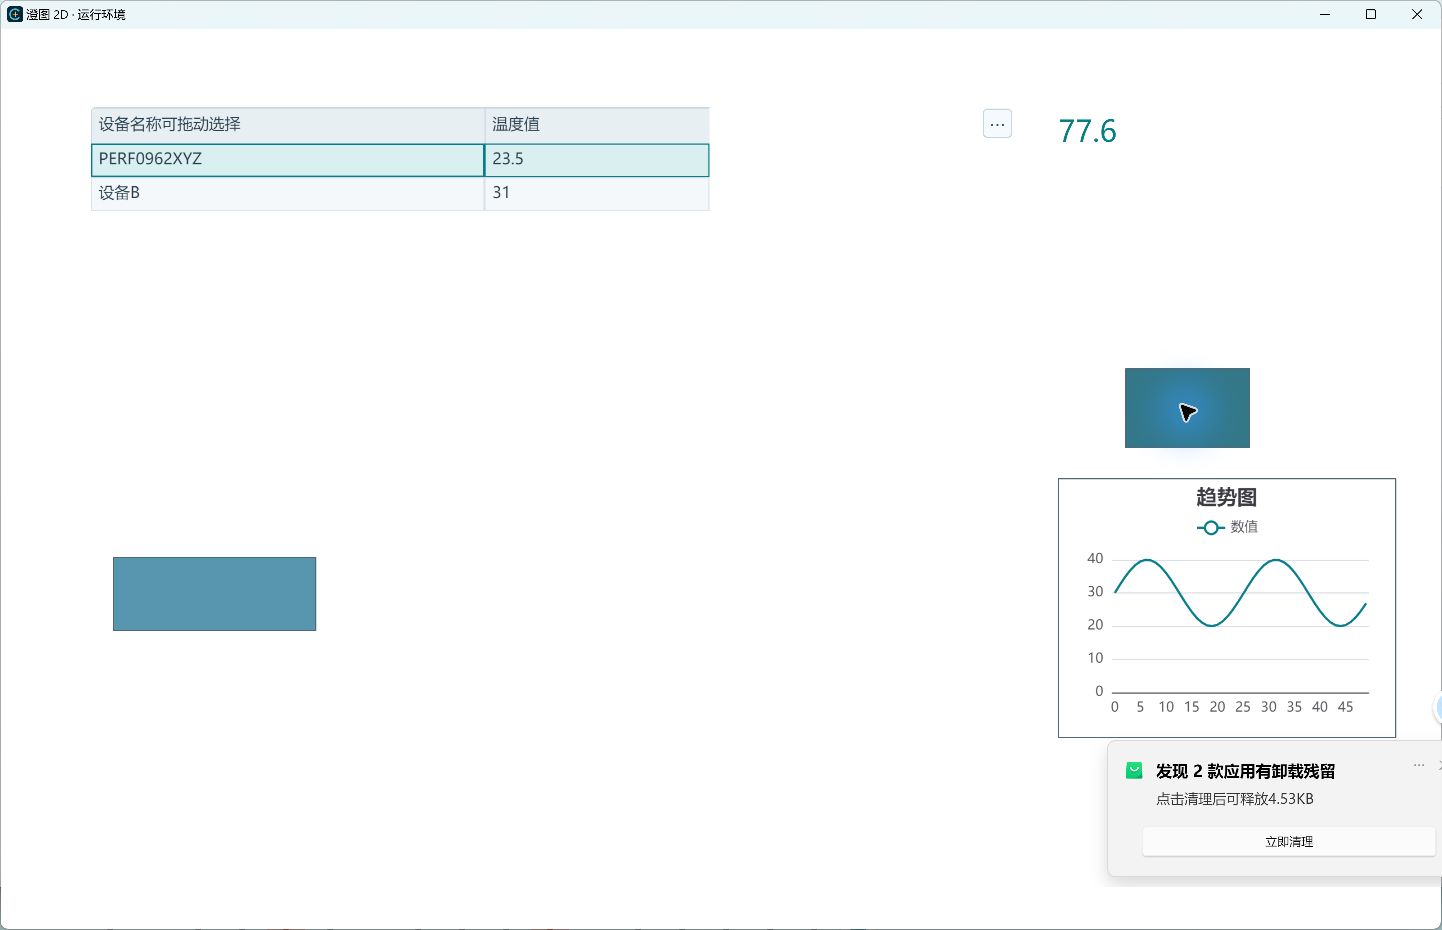 澄图 2D · 运行环境
设备名称可拖动选择 温度值
PERF0962XYZ 23.5
设备B 31
...
77.6
趋势图
数值
40
30
20
10
0
0 5 10 15 20 25 30 35 40 45
发现 2 款应用有卸载残留
点击清理后可释放4.53KB
立即清理